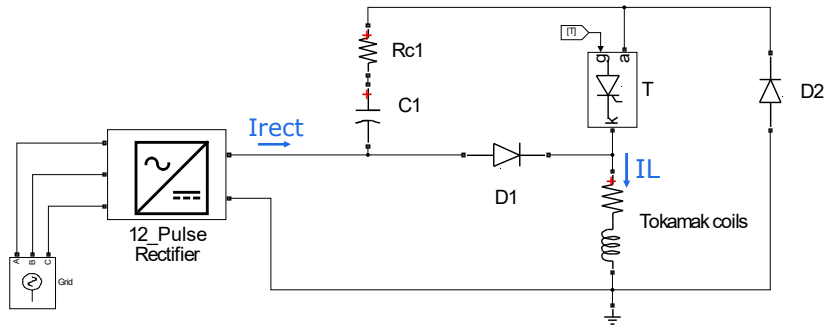 [T]
g
a
Rc1
T
D2
C1
k
Irect
IL
D1
Tokamak coils
12_Pulse
Rectifier
A
B
C
Grid